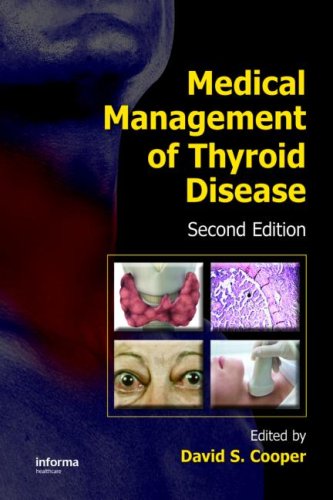 Medical
Management
of Thyroid
Disease
Second Edition
Edited by
David S. Cooper
informa
healthcare